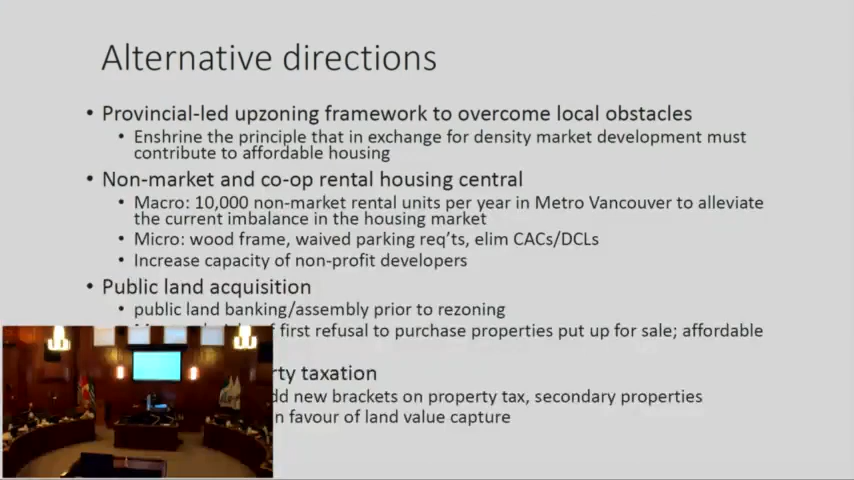 Alternative directions
• Provincial-led upzoning framework to overcome local obstacles
• Enshrine the principle that in exchange for density market development must
contribute to affordable housing
• Non-market and co-op rental housing central
• Macro: 10,000 non-market rental units per year in Metro Vancouver to alleviate
the current imbalance in the housing market
• Micro: wood frame, waived parking req'ts, elim CACs/DCLs
• Increase capacity of non-profit developers
• Public land acquisition
• public land banking/assembly prior to rezoning
first refusal to purchase properties put up for sale; affordable
taxation
new brackets on property tax, secondary properties
favour of land value capture